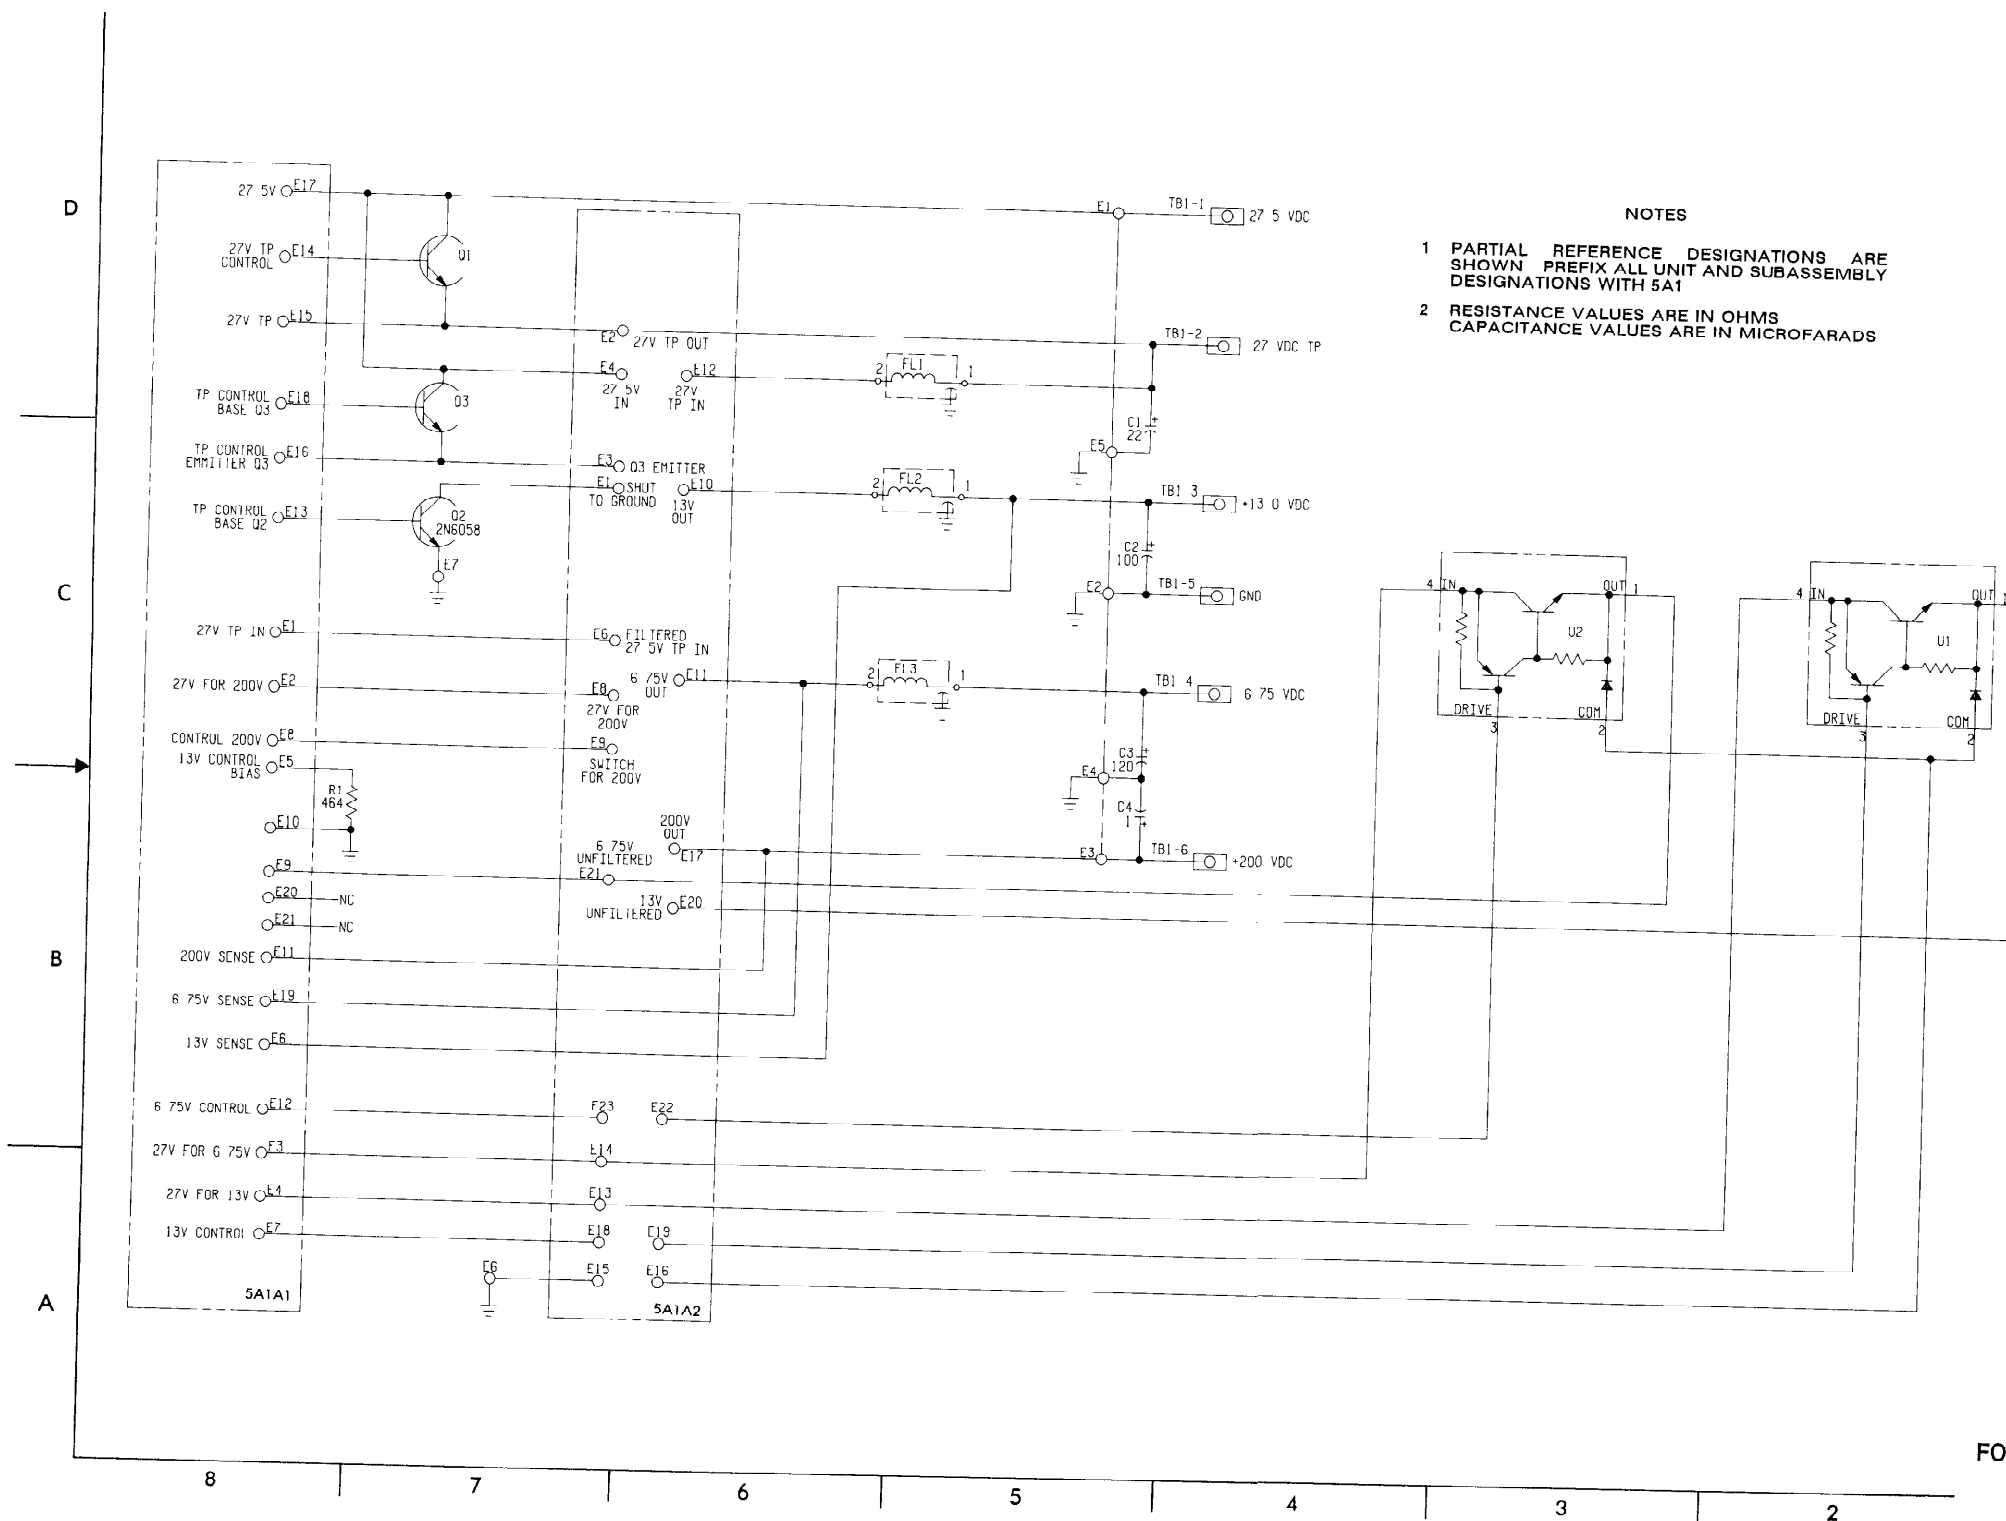 D
C
B
A
27 5V E17
27V TP
CONTROL E14
27V TP E15
TP CONTROL
BASE Q3 E18
TP CONTROL
EMMITTER Q3 E16
TP CONTROL
BASE Q2 E13
27V TP IN E1
27V FOR 200V E2
CONTROL 200V E8
13V CONTROL
BIAS E5
R1
464
E10
E9
E20 NC
E21 NC
200V SENSE E11
6 75V SENSE E19
13V SENSE E6
6 75V CONTROL E12
27V FOR 6 75V E3
27V FOR 13V E4
13V CONTROL E7
5A1A1
Q1
Q3
Q2
2N6058
E7
E6
E2 27V TP OUT
E4
27 5V
IN
E12
27V
TP IN
E3 Q3 EMITTER
E1 SHUT
TO GROUND
E10
13V
OUT
E6 FILTERED
27 5V TP IN
6 75V E11
OUT
E8
27V FOR
200V
E9
SWITCH
FOR 200V
200V
OUT
E17
6 75V
UNFILTERED
E21
13V E20
UNFILTERED
E23 E22
E14
E13
E18 E19
E15 E16
5A1A2
2 FL1 1
2 FL2 1
2 FL3 1
E1 TB1-1 27 5 VDC
TB1-2 27 VDC TP
C1 +
22
E5
TB1 3 +13 0 VDC
C2 +
100
E2 TB1-5 GND
TB1 4 6 75 VDC
C3 +
120
E4
C4
1 +
E3 TB1-6 +200 VDC
4 IN OUT 1
U2
DRIVE COM
3 2
4 IN OUT 1
U1
DRIVE COM
3 2
NOTES
1 PARTIAL REFERENCE DESIGNATIONS ARE
SHOWN PREFIX ALL UNIT AND SUBASSEMBLY
DESIGNATIONS WITH 5A1
2 RESISTANCE VALUES ARE IN OHMS
CAPACITANCE VALUES ARE IN MICROFARADS
FO
8 7 6 5 4 3 2